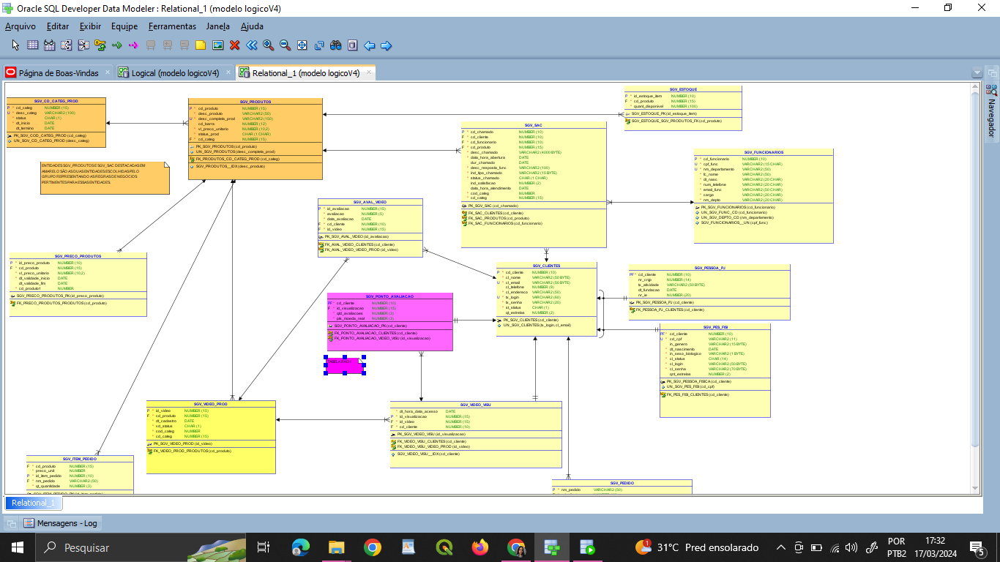 Oracle SQL Developer Data Modeler : Relational_1 (modelo logicoV4)
Arquivo Editar Exibir Equipe Ferramentas Janela Ajuda
Página de Boas-Vindas
Logical (modelo logicoV4)
Relational_1 (modelo logicoV4)
Navegador
SGV_CD_CATEG_PROD
P * cd_categ NUMBER (15)
U * desc_categ VARCHAR2 (100)
* status CHAR (1)
* dt_inicio DATE
* dt_termino DATE
PK_SGV_COD_CATEG_PROD (cd_categ)
UN_SGV_CD_CATEG_PROD (desc_categ)
SGV_PRODUTOS
P * cd_produto NUMBER (15)
* desc_produto VARCHAR2 (50)
U * desc_completa_prod VARCHAR2 (150)
* cd_barra NUMBER (12)
* vl_preco_unitario NUMBER (10,2)
* status_prod CHAR (1 CHAR)
F * cd_categ NUMBER (15)
PK_SGV_PRODUTOS (cd_produto)
UN_SGV_PRODUTOS (desc_completa_prod)
FK_PRODUTOS_CD_CATEG_PROD (cd_categ)
SGV_PRODUTOS__IDX (desc_produto)
ENTIDADES SGV_PRODUTOS E SGV_SAC DESTACADAS EM
AMARELO SÃO AS DUAS ENTIDADES ESCOLHIDAS PELO
GRUPO REPRESENTANDO AS REGRAS DE NEGÓCIOS
PERTINENTES PARA ESSAS ENTIDADES.
SGV_ESTOQUE
P * id_estoque_item NUMBER (10)
F * cd_produto NUMBER (15)
* quant_disponivel NUMBER (100)
SGV_ESTOQUE_PK (id_estoque_item)
SGV_ESTOQUE_SGV_PRODUTOS_FK (cd_produto)
SGV_SAC
P * cd_chamado NUMBER (10)
F * cd_cliente NUMBER (10)
F * cd_funcionario NUMBER (10)
F * cd_produto NUMBER (15)
* desc_chamado VARCHAR2 (4000 BYTE)
* data_hora_abertura DATE
* dur_chamado DATE
* desc_resposta_func VARCHAR2 (100)
* ind_tipo_chamado VARCHAR2 (15 BYTE)
* status_chamado CHAR (1 CHAR)
* ind_satisfacao NUMBER (2)
* data_hora_atendimento DATE
* cod_categ NUMBER
* cd_categ NUMBER (15)
PK_SGV_SAC (cd_chamado)
FK_SAC_CLIENTES (cd_cliente)
FK_SAC_PRODUTOS (cd_produto)
FK_SAC_FUNCIONARIOS (cd_funcionario)
SGV_FUNCIONARIOS
P * cd_funcionario NUMBER (10)
U * cpf_func VARCHAR2 (15 CHAR)
U * nm_departamento VARCHAR2 (50)
* fc_nome VARCHAR2 (50)
* dt_nasc VARCHAR2 (20 CHAR)
* num_telefone VARCHAR2 (20 CHAR)
* email_func VARCHAR2 (50 CHAR)
* cargo VARCHAR2 (20 CHAR)
* nm_depto VARCHAR2 (20 CHAR)
PK_SGV_FUNCIONARIOS (cd_funcionario)
UN_SGV_FUNC_CD (cd_funcionario)
UN_SGV_DEPTO_CD (nm_departamento)
SGV_FUNCIONARIOS__UN (cpf_func)
SGV_AVAL_VIDEO
P * id_avaliacao NUMBER (15)
* avaliacao NUMBER (5)
* data_avaliacao DATE
F * cd_cliente NUMBER (10)
F * id_video NUMBER (15)
PK_SGV_AVAL_VIDEO (id_avaliacao)
FK_AVAL_VIDEO_CLIENTES (cd_cliente)
FK_AVAL_VIDEO_VIDEO_PROD (id_video)
SGV_PRECO_PRODUTOS
P * id_preco_produto NUMBER (10)
F * cd_produto NUMBER (15)
* vl_preco_unitario NUMBER (10,2)
* dt_validade_inicio DATE
dt_validade_fim DATE
* cd_produto1 NUMBER
SGV_PRECO_PRODUTOS_PK (id_preco_produto)
FK_PRECO_PRODUTOS_PRODUTOS (cd_produto)
SGV_CLIENTES
P * cd_cliente NUMBER (10)
* cl_nome VARCHAR2 (50 BYTE)
U * cl_email VARCHAR2 (50 BYTE)
* cl_telefone NUMBER (9)
* cl_endereco VARCHAR2 (50)
U * ts_login VARCHAR2 (60)
* ts_senha VARCHAR2 (20)
* st_status CHAR (1)
* qt_estrelas NUMBER (2)
PK_SGV_CLIENTES (cd_cliente)
UN_SGV_CLIENTES (ts_login, cl_email)
SGV_PESSOA_PJ
PF * cd_cliente NUMBER (10)
nr_cnjp NUMBER (14)
tx_atividade VARCHAR2 (50 BYTE)
dt_fundacao DATE
nr_ie NUMBER (20)
PK_SGV_PESSOA_PJ (cd_cliente)
FK_PESSOA_PJ_CLIENTES (cd_cliente)
SGV_PONTO_AVALIACAO
PF * cd_cliente NUMBER (10)
F * id_visualizacao NUMBER (15)
* qtd_avaliacoes NUMBER (3)
* pts_moeda_real NUMBER (3)
SGV_PONTO_AVALIACAO_PK (cd_cliente)
FK_PONTO_AVALIACAO_CLIENTES (cd_cliente)
FK_PONTO_AVALIACAO_VIDEO_VISU (id_visualizacao)
SGV_PES_FISI
PF * cd_cliente NUMBER (10)
U * cd_cpf VARCHAR2 (11)
* in_genero VARCHAR2 (15 BYTE)
* dt_nascimento DATE
* in_sexo_biologico VARCHAR2 (1 BYTE)
* cl_status CHAR (14)
* cl_login VARCHAR2 (50 BYTE)
* cl_senha VARCHAR2 (70 BYTE)
* qnt_estrelas NUMBER (2)
PK_SGV_PESSOA_FISICA (cd_cliente)
UN_SGV_PES_FISI (cd_cpf)
FK_PES_FISI_CLIENTES (cd_cliente)
SGV_VIDEO_PROD
P * id_video NUMBER (15)
F * cd_produto NUMBER (15)
* dt_cadastro DATE
* vd_status CHAR (1)
* cod_categ NUMBER
* cd_categ NUMBER (15)
PK_SGV_VIDEO_PROD (id_video)
FK_VIDEO_PROD_PRODUTOS (cd_produto)
SGV_VIDEO_VISU
* dt_hora_data_acesso DATE
P * id_visualizacao NUMBER (15)
F * id_video NUMBER (15)
F * cd_cliente NUMBER (10)
PK_SGV_VIDEO_VISU (id_visualizacao)
FK_VIDEO_VISU_CLIENTES (cd_cliente)
FK_VIDEO_VISU_VIDEO_PROD (id_video)
SGV_VIDEO_VISU__IDX (cd_cliente)
SGV_ITEM_PEDIDO
F * cd_produto NUMBER (15)
* preco_unit NUMBER
P * id_item_pedido NUMBER (10)
F * nm_pedido VARCHAR2 (50)
* qt_quantidade NUMBER (3)
SGV_PEDIDO
P * nm_pedido VARCHAR2 (50)
Relational_1
Mensagens - Log
Pesquisar
31°C Pred ensolarado
POR
PTB2
17:32
17/03/2024
5
1